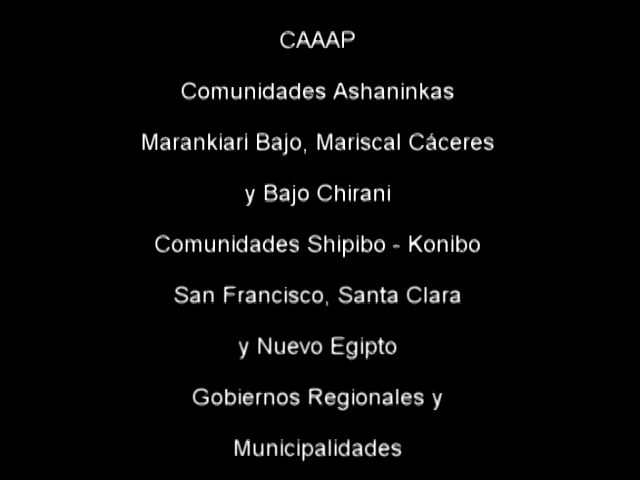 CAAAP
Comunidades Ashaninkas
Marankiari Bajo, Mariscal Cáceres
y Bajo Chirani
Comunidades Shipibo - Konibo
San Francisco, Santa Clara
y Nuevo Egipto
Gobiernos Regionales y
Municipalidades